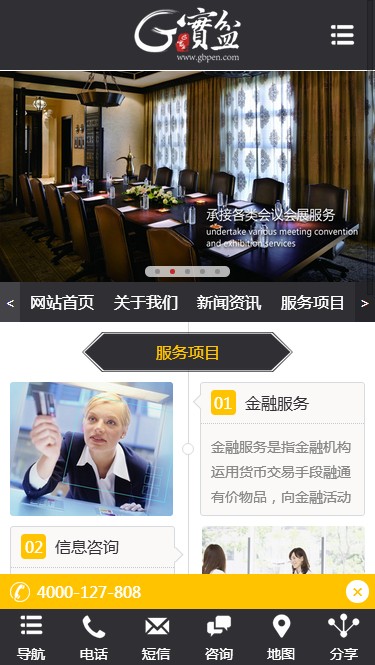 G 寶盆
www.gbpen.com
承接各类会议会展服务
undertake various meeting convention
and exhibition services
< 网站首页 关于我们 新闻资讯 服务项目 >
服务项目
01 金融服务
金融服务是指金融机构
运用货币交易手段融通
有价物品，向金融活动
02 信息咨询
4000-127-808
导航 电话 短信 咨询 地图 分享